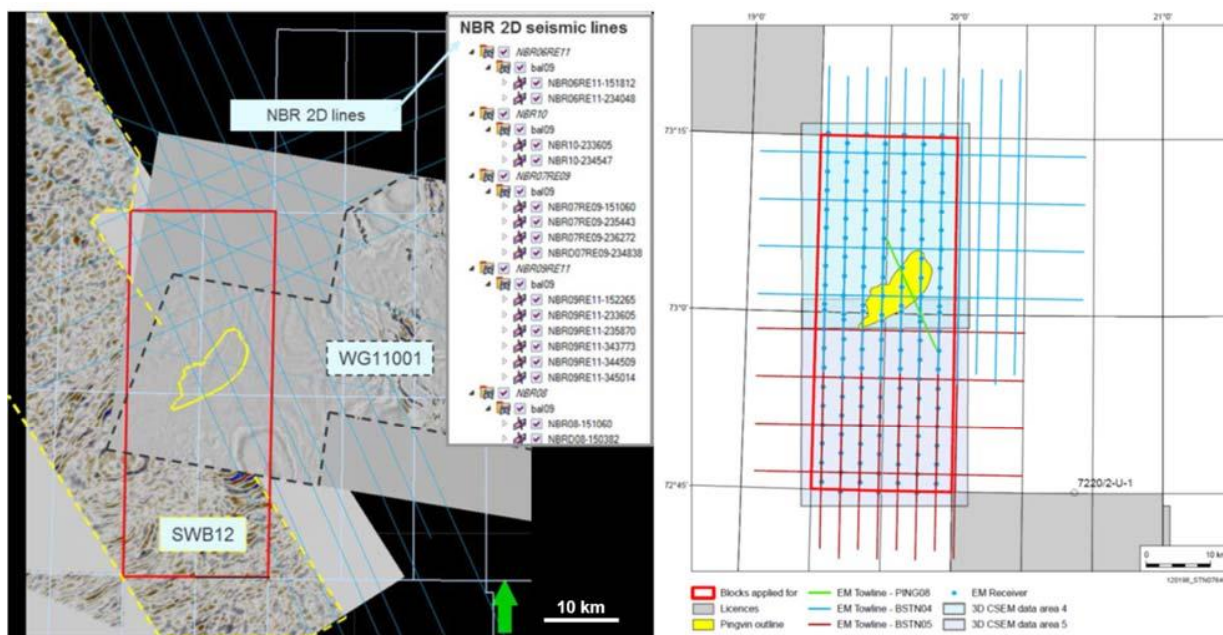 NBR 2D seismic lines
NBR06RE11
bal09
NBR06RE11-151812
NBR06RE11-234048
NBR10
bal09
NBR10-233605
NBR10-234547
NBR07RE09
bal09
NBR07RE09-151060
NBR07RE09-235443
NBR07RE09-236272
NBRD07RE09-234838
NBR09RE11
bal09
NBR09RE11-152265
NBR09RE11-233605
NBR09RE11-235870
NBR09RE11-343773
NBR09RE11-344509
NBR09RE11-345014
NBR08
bal09
NBR08-151060
NBRD08-150382
NBR 2D lines
WG11001
SWB12
10 km
19°0' 20°0' 21°0'
73°15'
73°0'
72°45'
7220/2-U-1
0 10 km
Blocks applied for
Licences
Pingvin outline
EM Towline - PING08
EM Towline - BSTN04
EM Towline - BSTN05
EM Receiver
3D CSEM data area 4
3D CSEM data area 5